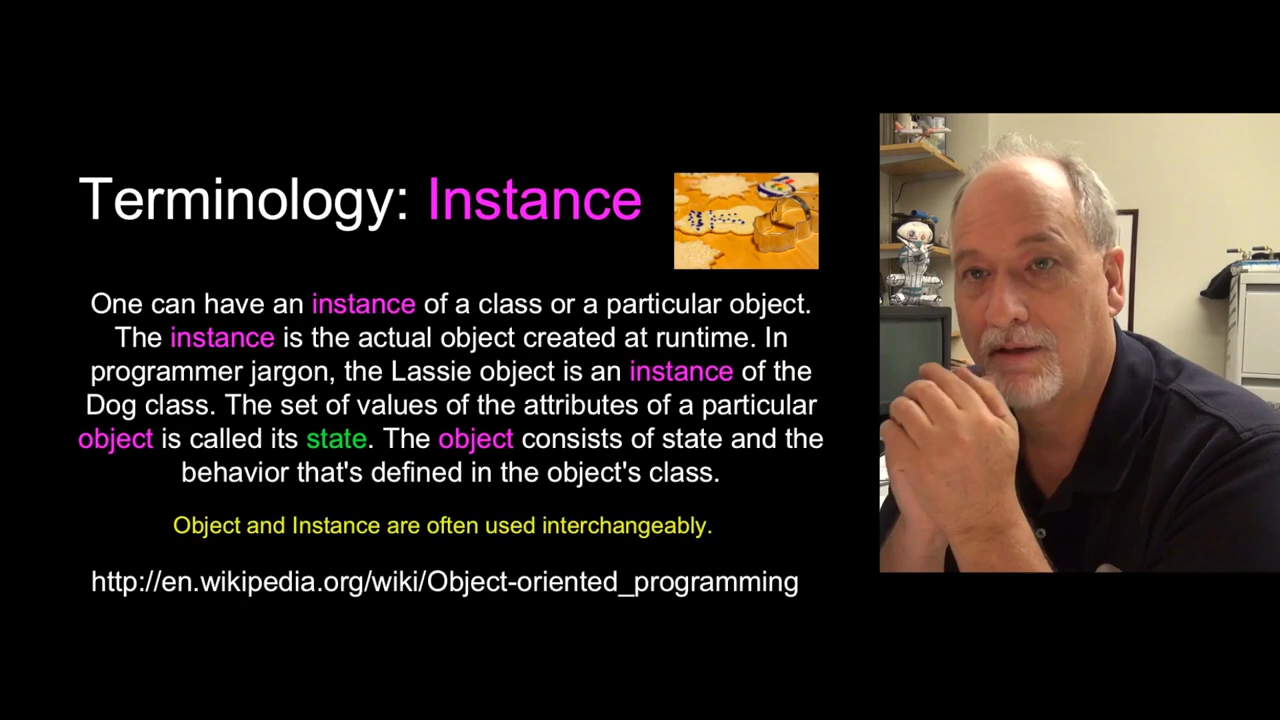 Terminology: Instance
One can have an instance of a class or a particular object.
The instance is the actual object created at runtime. In
programmer jargon, the Lassie object is an instance of the
Dog class. The set of values of the attributes of a particular
object is called its state. The object consists of state and the
behavior that's defined in the object's class.
Object and Instance are often used interchangeably.
http://en.wikipedia.org/wiki/Object-oriented_programming